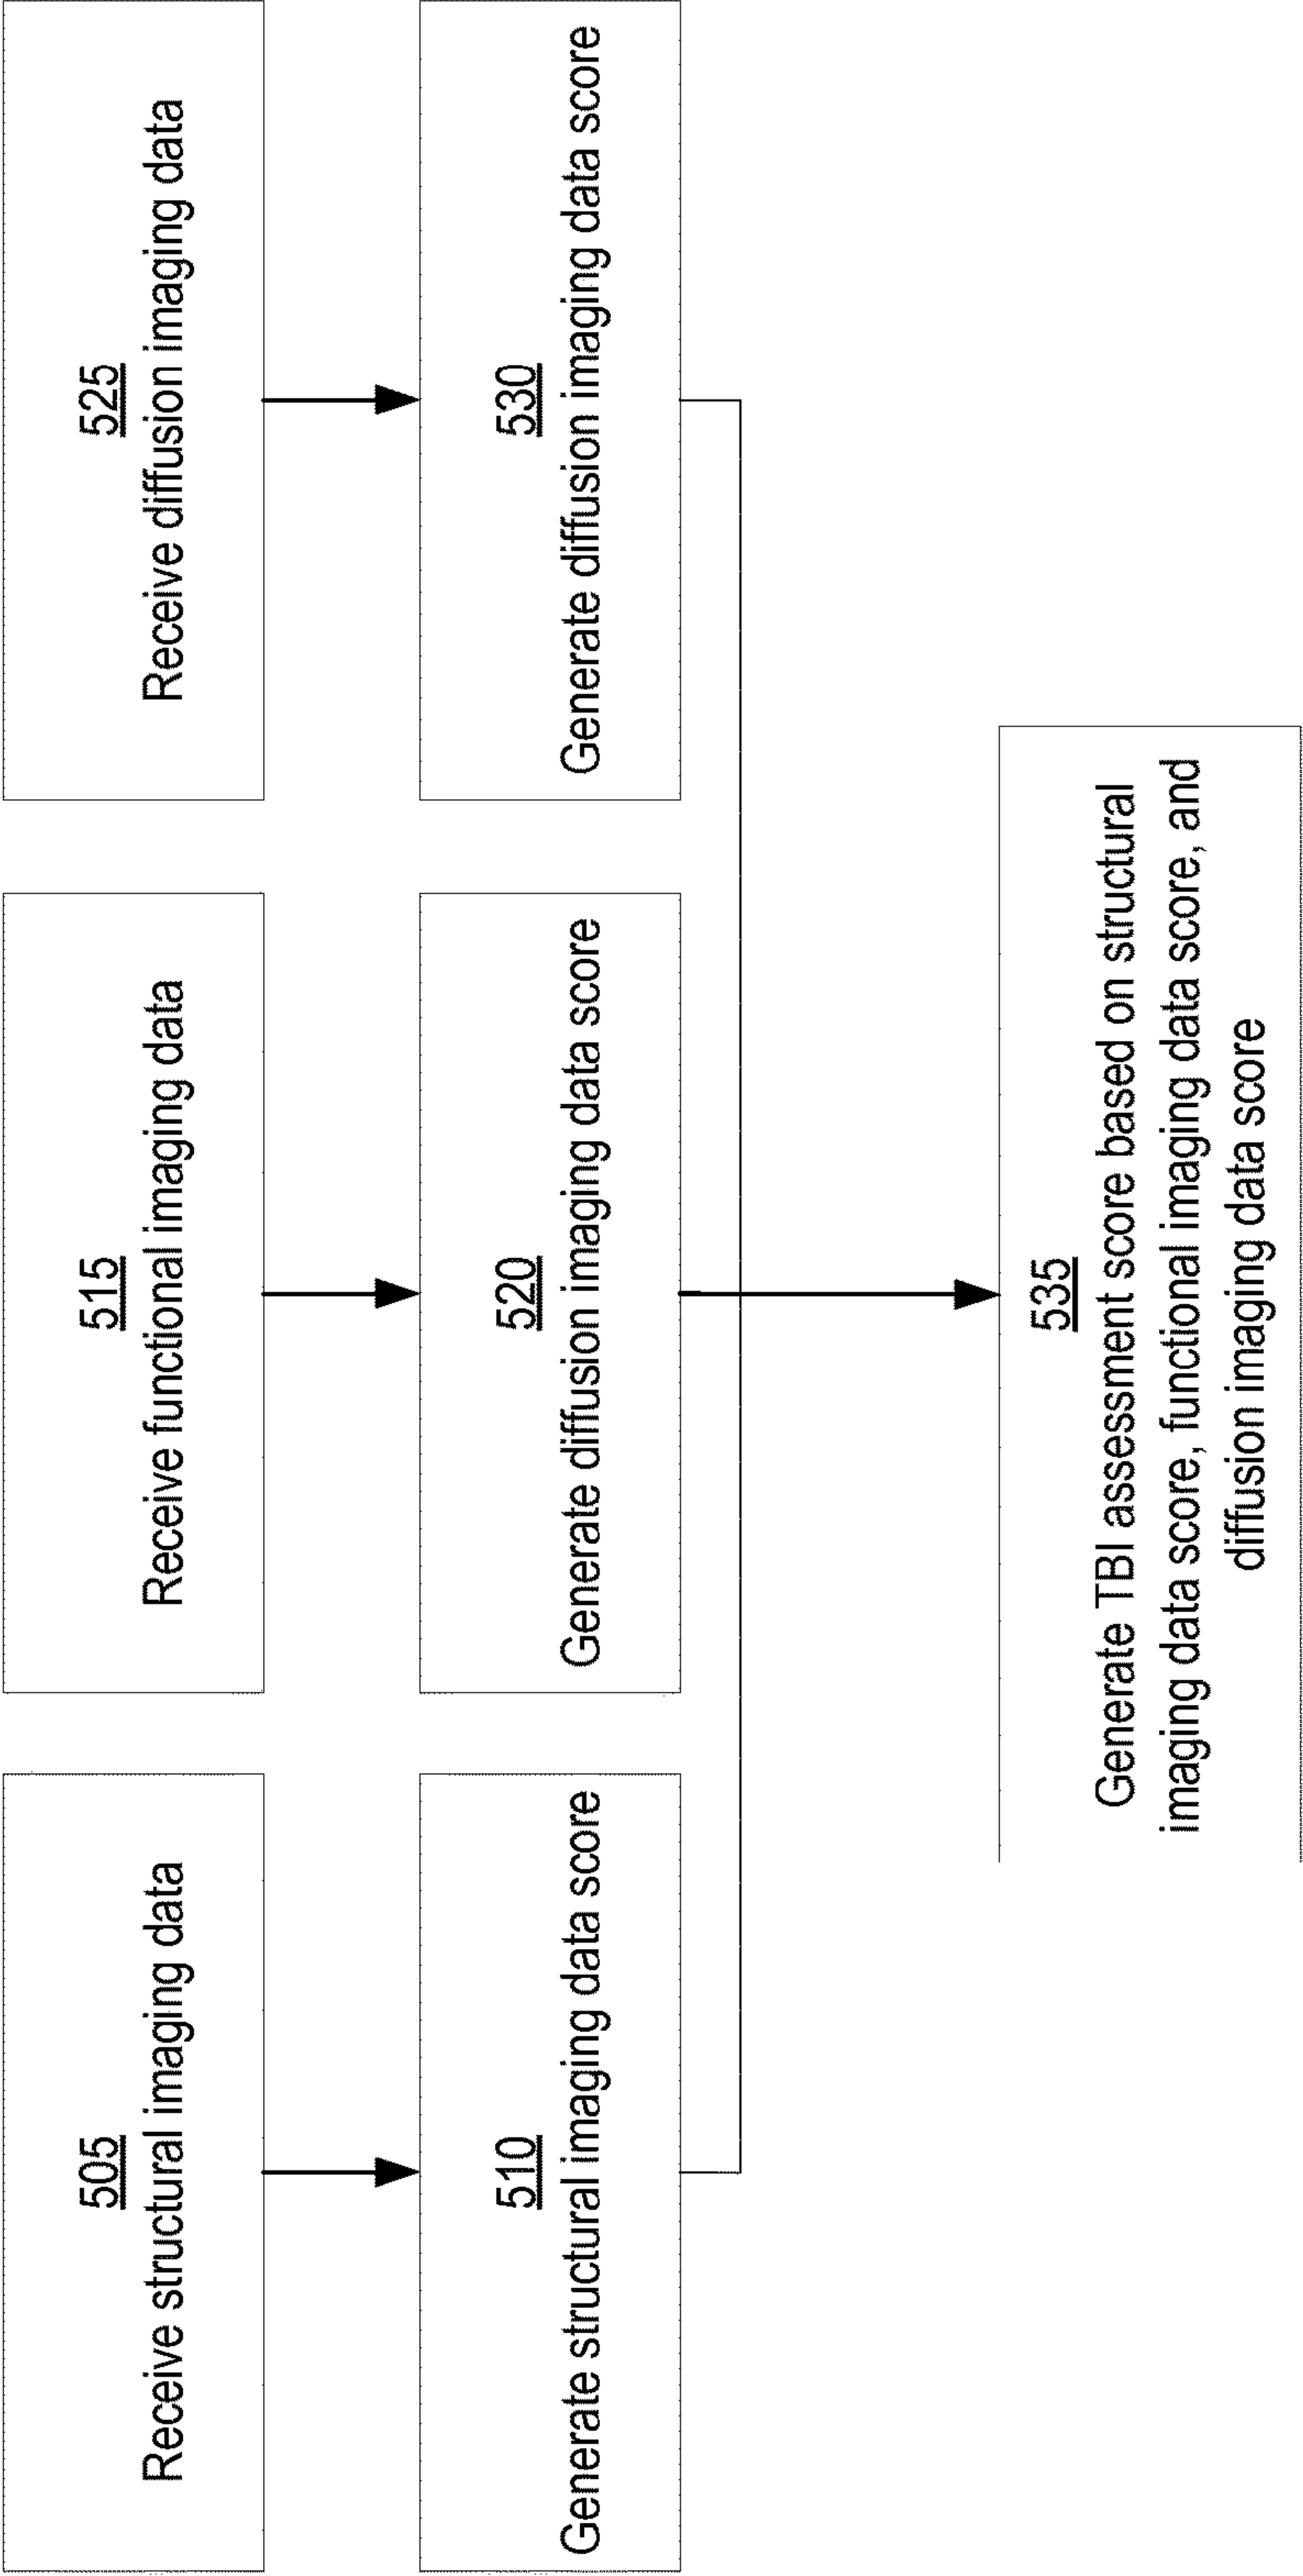 505
Receive structural imaging data
515
Receive functional imaging data
525
Receive diffusion imaging data
510
Generate structural imaging data score
520
Generate diffusion imaging data score
530
Generate diffusion imaging data score
535
Generate TBI assessment score based on structural
imaging data score, functional imaging data score, and
diffusion imaging data score